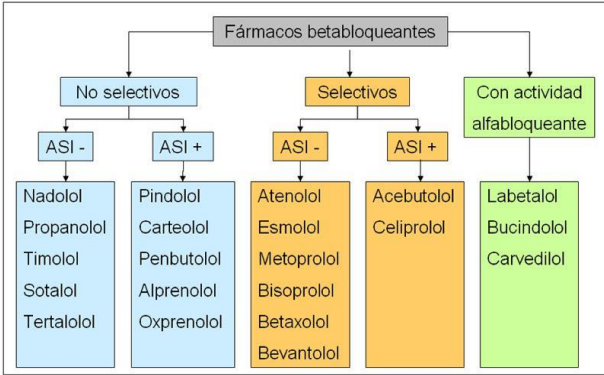 Fármacos betabloqueantes
No selectivos
Selectivos
Con actividad
alfabloqueante
ASI -
ASI +
ASI -
ASI +
Nadolol
Propanolol
Timolol
Sotalol
Tertalolol
Pindolol
Carteolol
Penbutolol
Alprenolol
Oxprenolol
Atenolol
Esmolol
Metoprolol
Bisoprolol
Betaxolol
Bevantolol
Acebutolol
Celiprolol
Labetalol
Bucindolol
Carvedilol